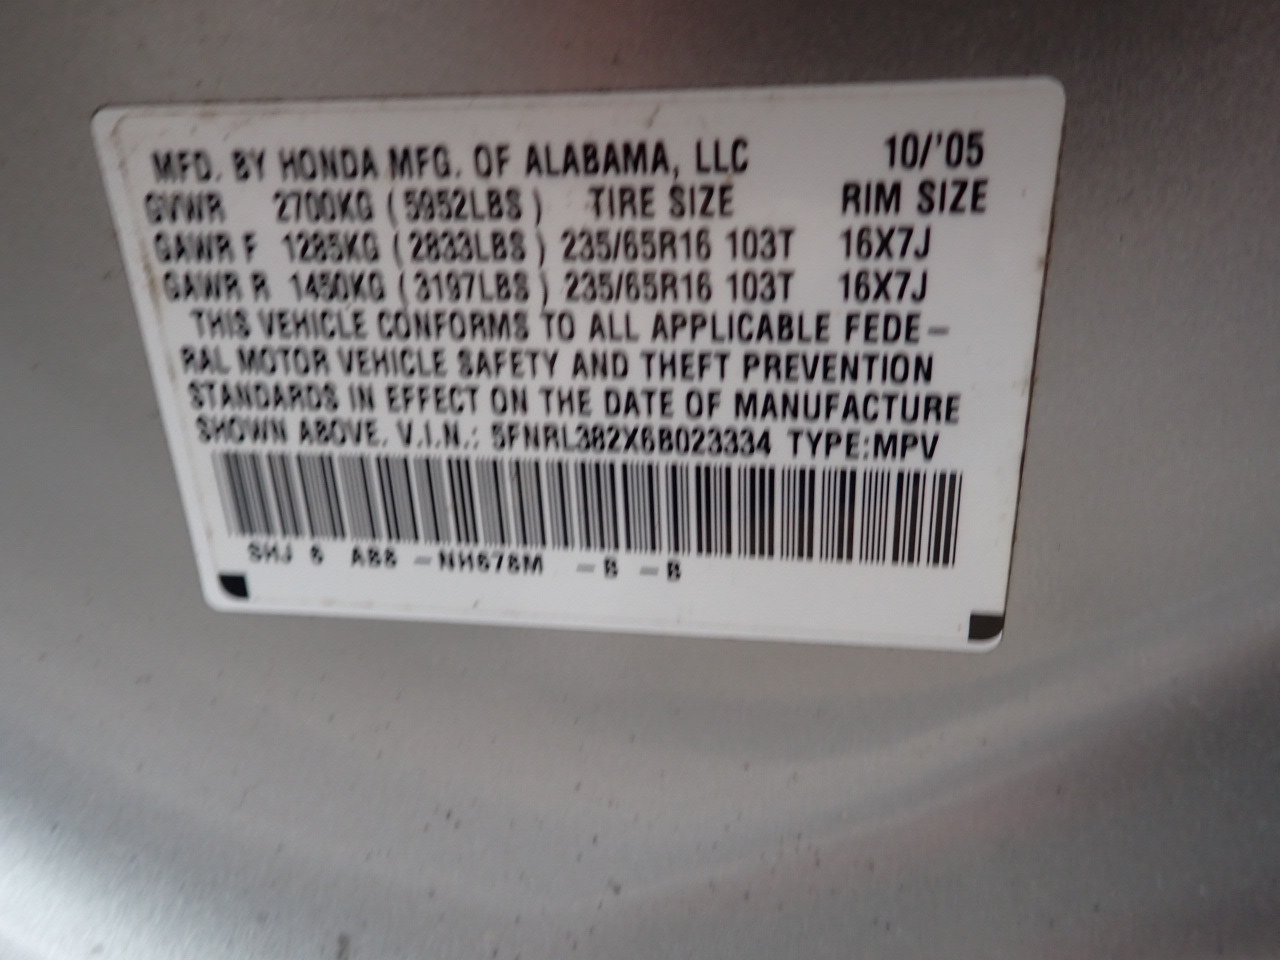 MFD. BY HONDA MFG. OF ALABAMA, LLC 10/'05
GVWR 2700KG (5952LBS) TIRE SIZE RIM SIZE
GAWR F 1285KG (2833LBS) 235/65R16 103T 16X7J
GAWR R 1450KG (3197LBS) 235/65R16 103T 16X7J
THIS VEHICLE CONFORMS TO ALL APPLICABLE FEDE-
RAL MOTOR VEHICLE SAFETY AND THEFT PREVENTION
STANDARDS IN EFFECT ON THE DATE OF MANUFACTURE
SHOWN ABOVE. V.I.N.: 5FNRL382X6B023334 TYPE:MPV
SHJ 6 -NH678M -B -B